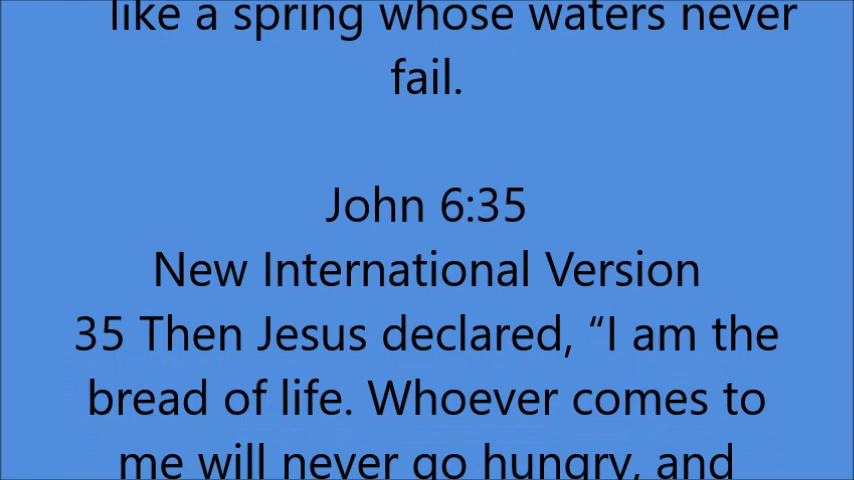 like a spring whose waters never
fail.
John 6:35
New International Version
35 Then Jesus declared, “I am the
bread of life. Whoever comes to
me will never go hungry, and